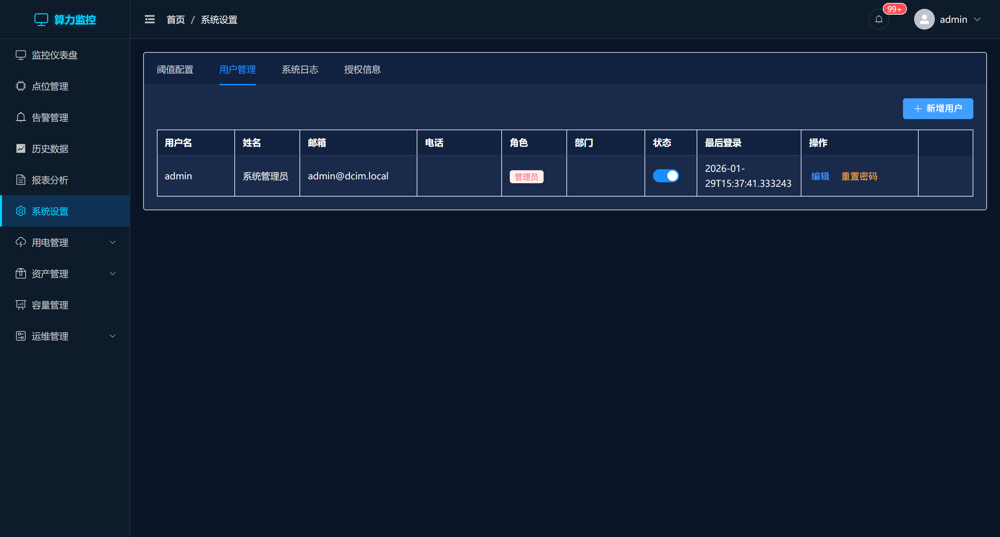 算力监控
首页 / 系统设置
99+
admin
监控仪表盘
点位管理
告警管理
历史数据
报表分析
系统设置
用电管理
资产管理
容量管理
运维管理
阈值配置 用户管理 系统日志 授权信息
新增用户
用户名 姓名 邮箱 电话 角色 部门 状态 最后登录 操作
admin 系统管理员 admin@dcim.local 管理员 2026-01-
29T15:37:41.333243 编辑 重置密码